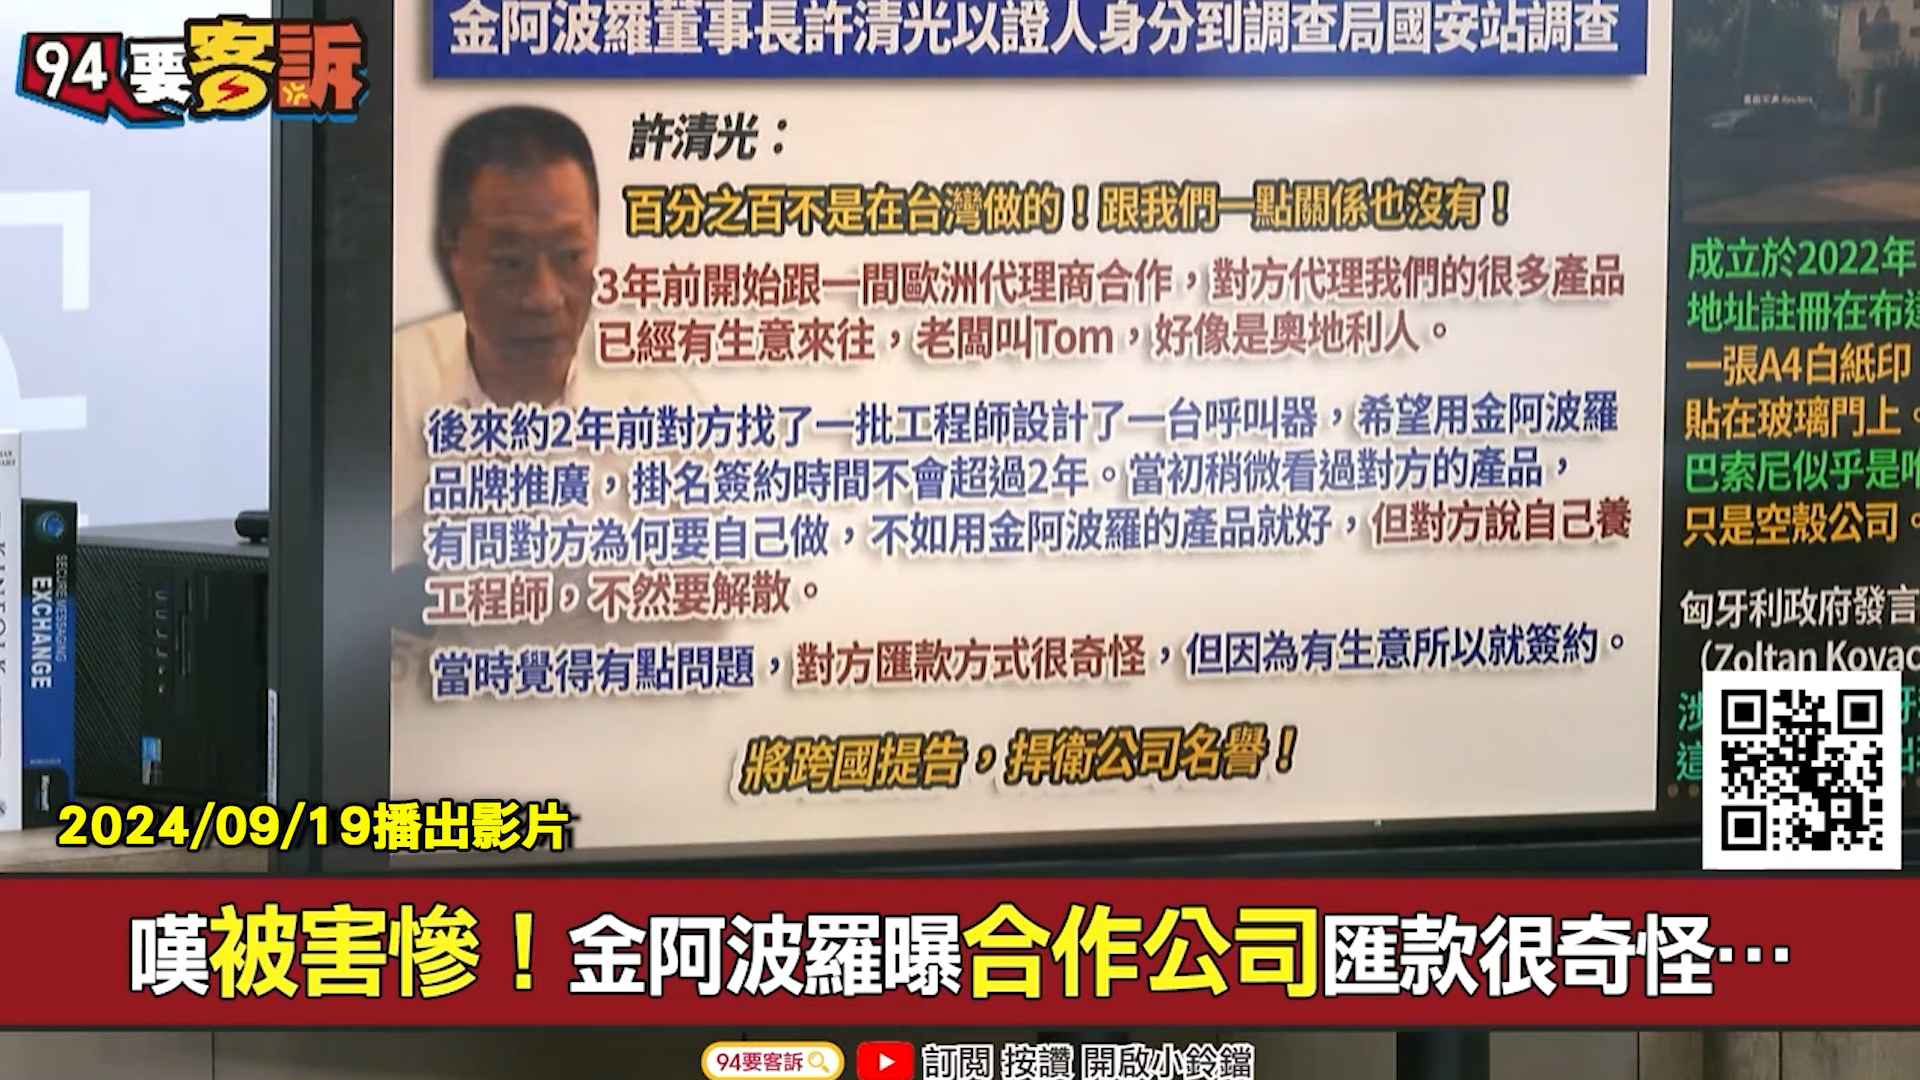 94要客訴
金阿波羅董事長許清光以證人身分到調查局國安站調查
許清光：
百分之百不是在台灣做的！跟我們一點關係也沒有！
3年前開始跟一間歐洲代理商合作，對方代理我們的很多產品
已經有生意來往，老闆叫Tom，好像是奧地利人。
後來約2年前對方找了一批工程師設計了一台呼叫器，希望用金阿波羅
品牌推廣，掛名簽約時間不會超過2年。當初稍微看過對方的產品，
有問對方為何要自己做，不如用金阿波羅的產品就好，但對方說自己養
工程師，不然要解散。
當時覺得有點問題，對方匯款方式很奇怪，但因為有生意所以就簽約。
將跨國提告，捍衛公司名譽！
成立於2022年
地址註冊在布達
一張A4白紙印
貼在玻璃門上。
巴索尼似乎是唯
只是空殼公司。
匈牙利政府發言
（Zoltan Kovac
涉
這
SECURE MESSAGING
EXCHANGE
2024/09/19播出影片
嘆被害慘！金阿波羅曝合作公司匯款很奇怪…
94要客訴
訂閱 按讚 開啟小鈴鐺